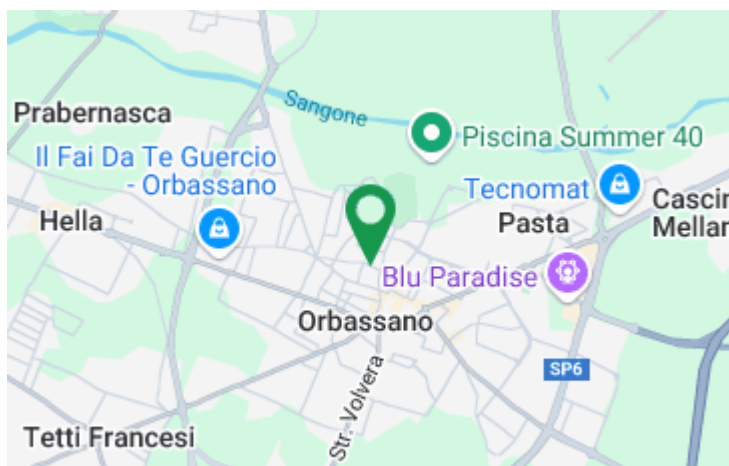 Sangone
Prabernasca
Piscina Summer 40
Il Fai Da Te Guercio
- Orbassano
Tecnomat
Cascin
Mellar
Hella
Pasta
Blu Paradise
Orbassano
SP6
Str. Volvera
Tetti Francesi